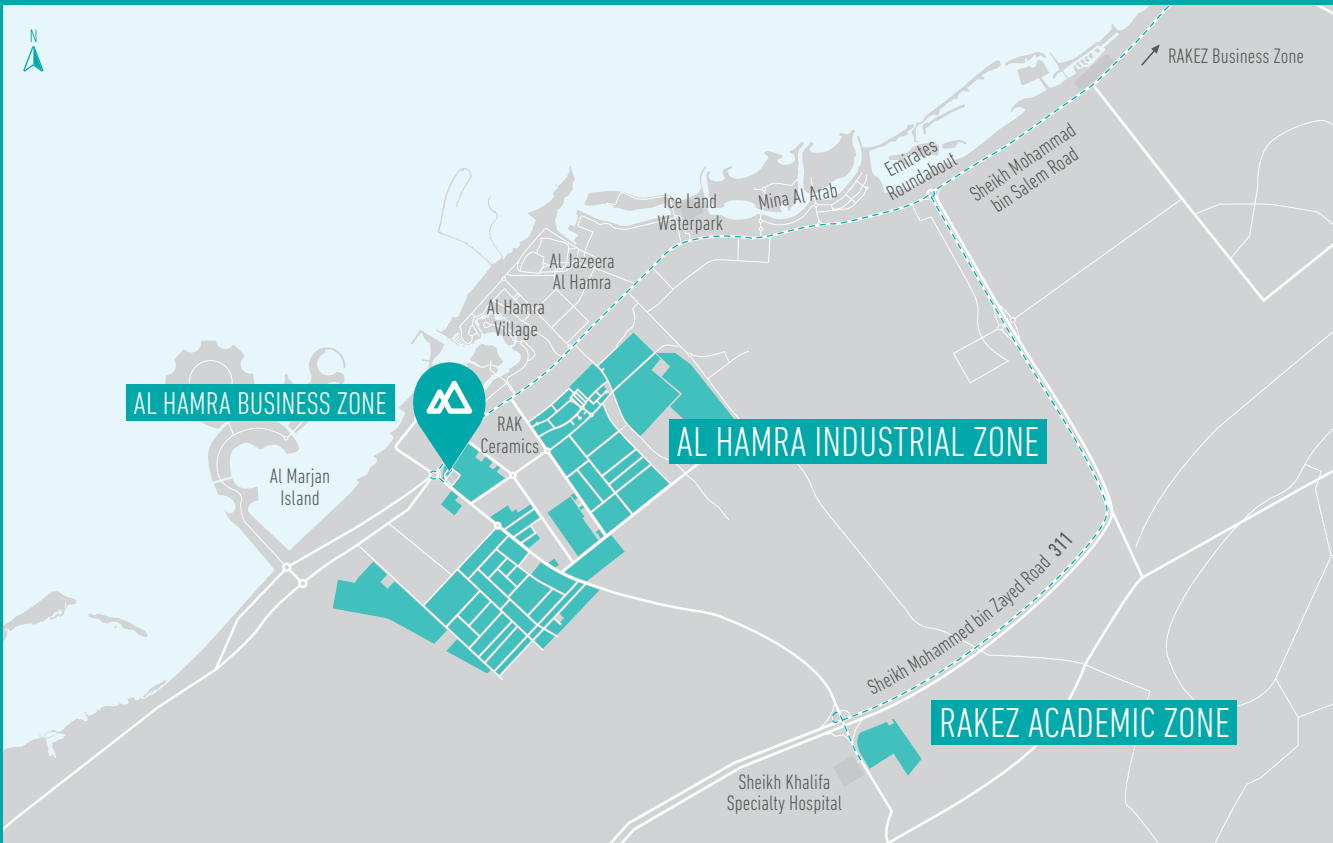 N
RAKEZ Business Zone
Emirates
Roundabout
Sheikh Mohammad
bin Salem Road
Ice Land
Waterpark
Mina Al Arab
Al Jazeera
Al Hamra
Al Hamra
Village
AL HAMRA BUSINESS ZONE
RAK
Ceramics
AL HAMRA INDUSTRIAL ZONE
Al Marjan
Island
Sheikh Mohammed bin Zayed Road 311
RAKEZ ACADEMIC ZONE
Sheikh Khalifa
Specialty Hospital